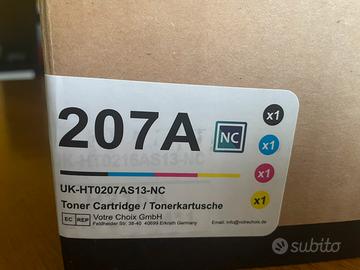 207A
NC
x1
x1
x1
x1
UK-HT0207AS13-NC
Toner Cartridge / Tonerkartusche
EC REP
Votre Choix GmbH
Feldheider Str. 38-40 40699 Erkrath Germany
Email: info@votrechoix.de
subito